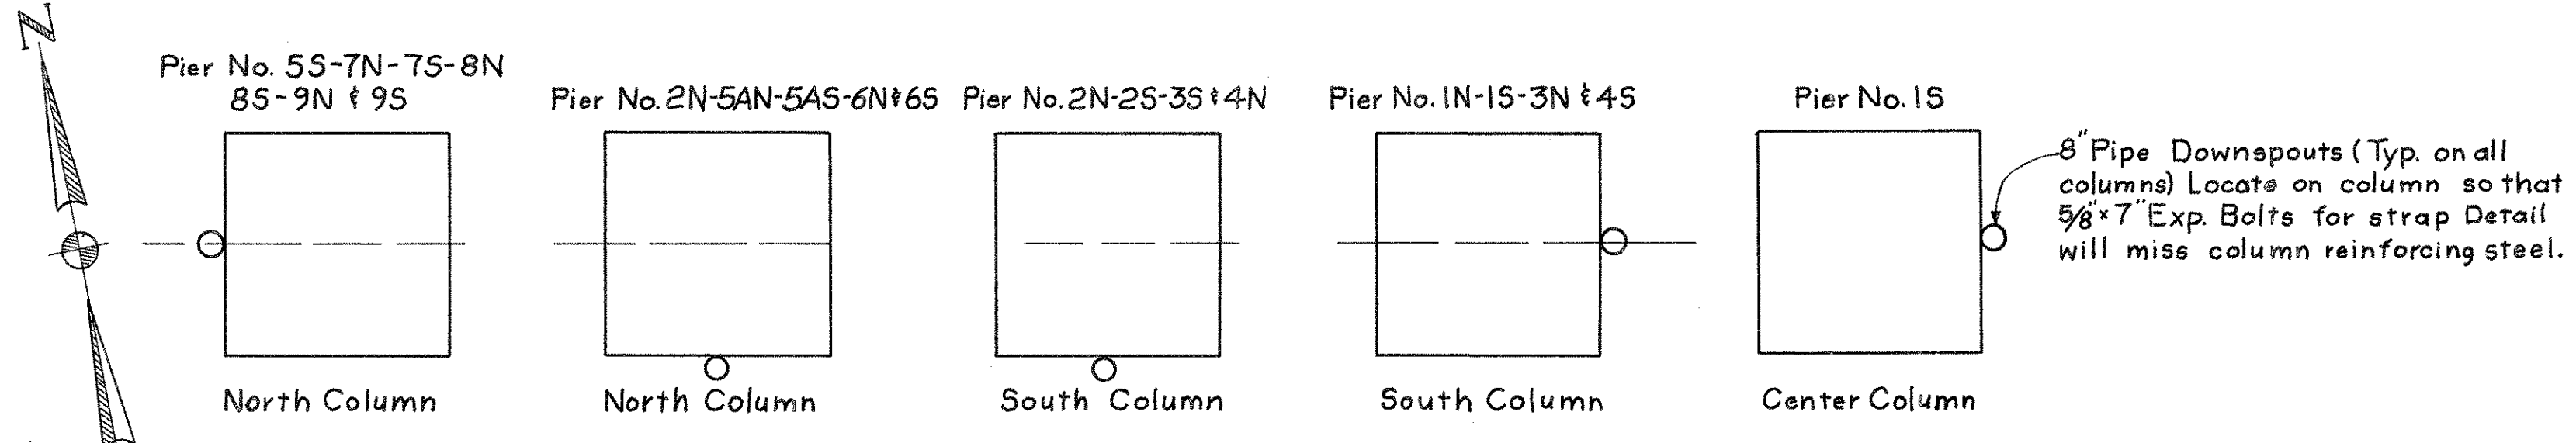 N
Pier No. 5S-7N-7S-8N
8S-9N & 9S
North Column
Pier No. 2N-5AN-5AS-6N & 6S
North Column
Pier No. 2N-2S-3S & 4N
South Column
Pier No. 1N-1S-3N & 4S
South Column
Pier No. 1S
Center Column
8" Pipe Downspouts (Typ. on all
columns) Locate on column so that
5/8" x 7" Exp. Bolts for strap Detail
will miss column reinforcing steel.